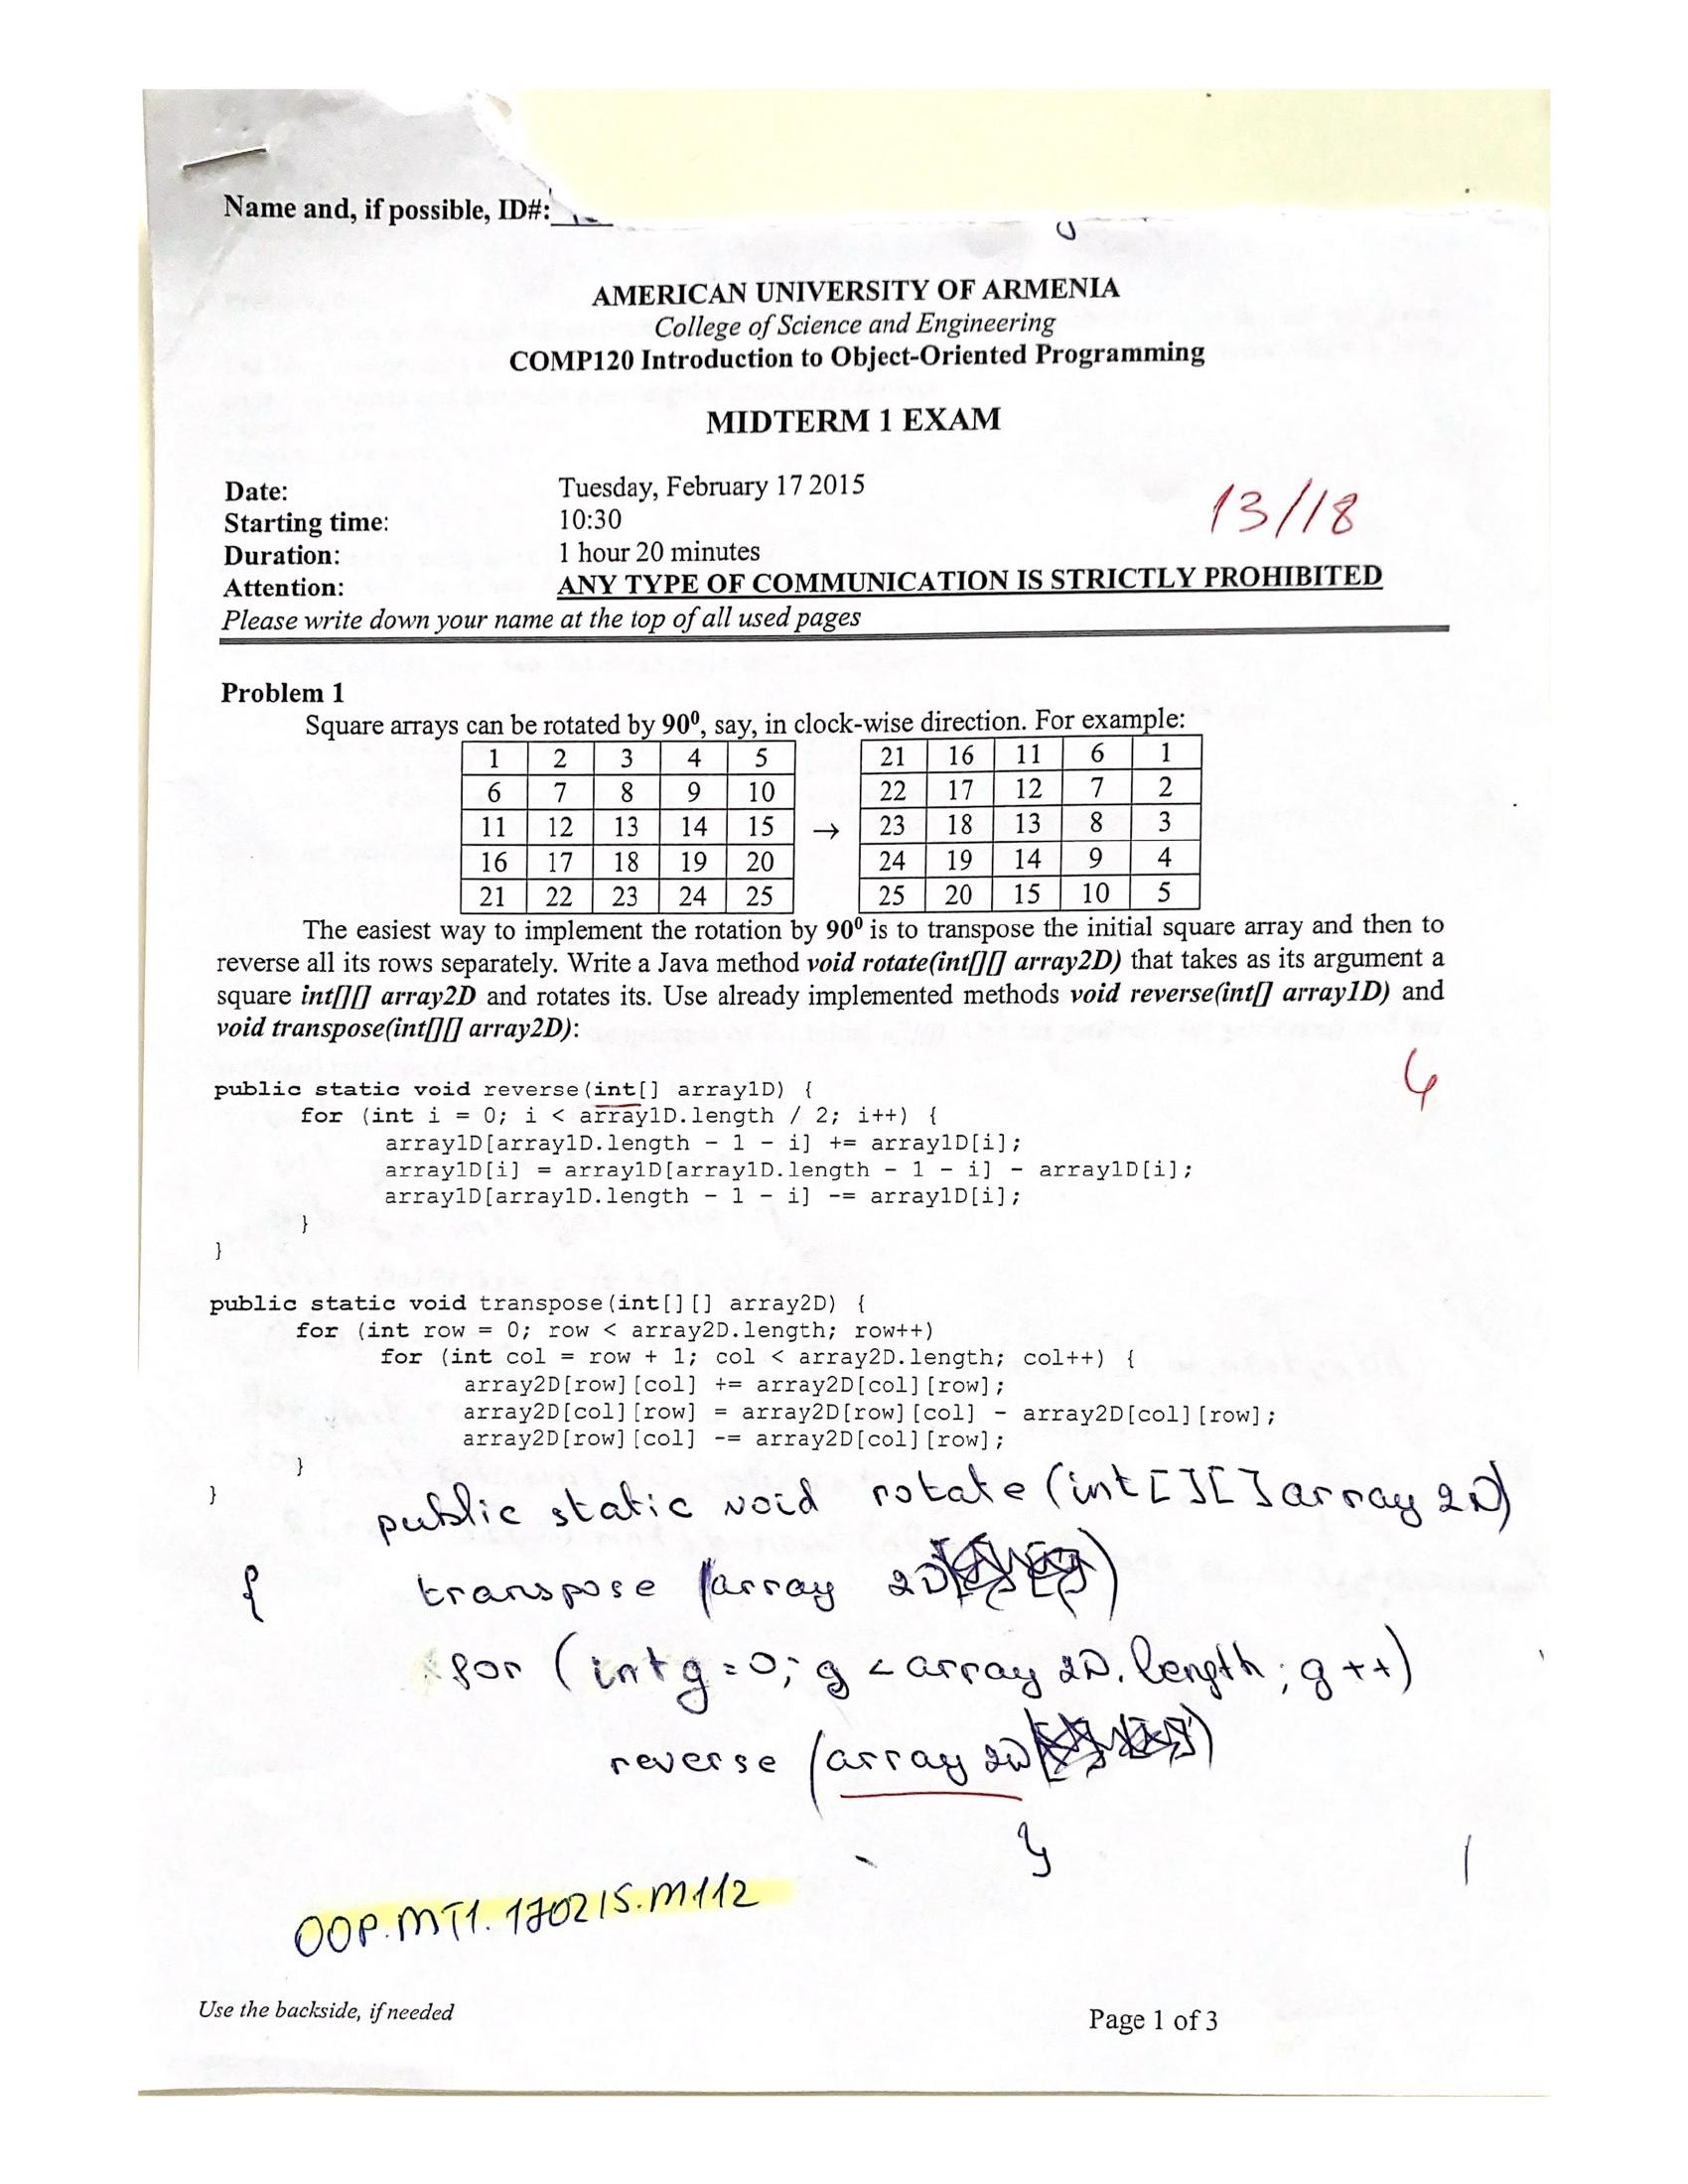 Name and, if possible, ID#:
AMERICAN UNIVERSITY OF ARMENIA
College of Science and Engineering
COMP120 Introduction to Object-Oriented Programming
MIDTERM 1 EXAM
Date: Tuesday, February 17 2015
Starting time: 10:30
13/18
Duration: 1 hour 20 minutes
Attention: ANY TYPE OF COMMUNICATION IS STRICTLY PROHIBITED
Please write down your name at the top of all used pages
Problem 1
Square arrays can be rotated by 90⁰, say, in clock-wise direction. For example:
1 2 3 4 5 21 16 11 6 1
6 7 8 9 10 22 17 12 7 2
11 12 13 14 15 → 23 18 13 8 3
16 17 18 19 20 24 19 14 9 4
21 22 23 24 25 25 20 15 10 5
The easiest way to implement the rotation by 90⁰ is to transpose the initial square array and then to
reverse all its rows separately. Write a Java method void rotate(int[][] array2D) that takes as its argument a
square int[][] array2D and rotates its. Use already implemented methods void reverse(int[] array1D) and
void transpose(int[][] array2D):
public static void reverse(int[] array1D) {
for (int i = 0; i < array1D.length / 2; i++) {
array1D[array1D.length - 1 - i] += array1D[i];
array1D[i] = array1D[array1D.length - 1 - i] - array1D[i];
array1D[array1D.length - 1 - i] -= array1D[i];
}
}
public static void transpose(int[][] array2D) {
for (int row = 0; row < array2D.length; row++)
for (int col = row + 1; col < array2D.length; col++) {
array2D[row][col] += array2D[col][row];
array2D[col][row] = array2D[row][col] - array2D[col][row];
array2D[row][col] -= array2D[col][row];
}
}
public static void rotate (int[][] array 2D)
{ transpose (array 2D)
for (int g = 0; g < array 2D. length; g ++)
reverse (array 2D)
}
OOP.MT1.170215.M112
Use the backside, if needed Page 1 of 3